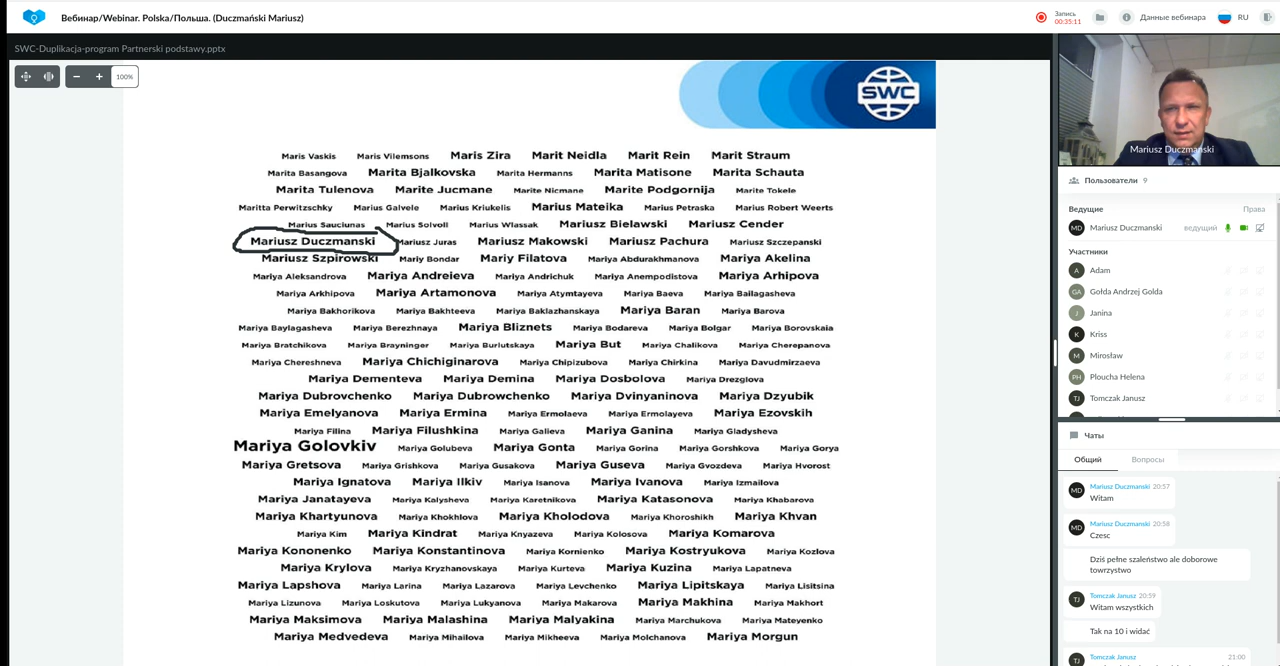 Вебинар/Webinar. Polska/Польша. (Duczmański Mariusz)
Запись
00:35:11
Данные вебинара
RU
SWC-Duplikacja-program Partnerski podstawy.pptx
100%
SWC
Maris Vaskis Maris Vilemsons Maris Zira Marit Neidla Marit Rein Marit Straum
Marita Basangova Marita Bjalkovska Marita Hermanns Marita Matisone Marita Schauta
Marita Tulenova Marite Jucmane Marite Nicmane Marite Podgornija Marite Tokele
Maritta Perwitzschky Marius Galvele Marius Kriukelis Marius Mateika Marius Petraska Marius Robert Weerts
Marius Sauciunas Marius Solvoll Marius Wlassak Mariusz Bielawski Mariusz Cender
Mariusz Duczmanski Mariusz Juras Mariusz Makowski Mariusz Pachura Mariusz Szczepanski
Mariusz Szpirowski Mariy Bondar Mariy Filatova Mariya Abdurakhmanova Mariya Akelina
Mariya Aleksandrova Mariya Andreieva Mariya Andrichuk Mariya Anempodistova Mariya Arhipova
Mariya Arkhipova Mariya Artamonova Mariya Atymtayeva Mariya Baeva Mariya Bailagasheva
Mariya Bakhorikova Mariya Bakhteeva Mariya Baklazhanskaya Mariya Baran Mariya Barova
Mariya Baylagasheva Mariya Berezhnaya Mariya Bliznets Mariya Bodareva Mariya Bolgar Mariya Borovskaia
Mariya Bratchikova Mariya Brayninger Mariya Burlutskaya Mariya But Mariya Chalikova Mariya Cherepanova
Mariya Chereshneva Mariya Chichiginarova Mariya Chipizubova Mariya Chirkina Mariya Davudmirzaeva
Mariya Dementeva Mariya Demina Mariya Dosbolova Mariya Drezglova
Mariya Dubrovchenko Mariya Dubrowchenko Mariya Dvinyaninova Mariya Dzyubik
Mariya Emelyanova Mariya Ermina Mariya Ermolaeva Mariya Ermolayeva Mariya Ezovskih
Mariya Filina Mariya Filushkina Mariya Galieva Mariya Ganina Mariya Gladysheva
Mariya Golovkiv Mariya Golubeva Mariya Gonta Mariya Gorina Mariya Gorshkova Mariya Gorya
Mariya Gretsova Mariya Grishkova Mariya Gusakova Mariya Guseva Mariya Gvozdeva Mariya Hvorost
Mariya Ignatova Mariya Ilkiv Mariya Isanova Mariya Ivanova Mariya Izmailova
Mariya Janatayeva Mariya Kalysheva Mariya Karetnikova Mariya Katasonova Mariya Khabarova
Mariya Khartyunova Mariya Khokhlova Mariya Kholodova Mariya Khoroshikh Mariya Khvan
Mariya Kim Mariya Kindrat Mariya Knyazeva Mariya Kolosova Mariya Komarova
Mariya Kononenko Mariya Konstantinova Mariya Kornienko Mariya Kostryukova Mariya Kozlova
Mariya Krylova Mariya Kryzhanovskaya Mariya Kurteva Mariya Kuzina Mariya Lapatneva
Mariya Lapshova Mariya Larina Mariya Lazarova Mariya Levchenko Mariya Lipitskaya Mariya Lisitsina
Mariya Lizunova Mariya Loskutova Mariya Lukyanova Mariya Makarova Mariya Makhina Mariya Makhort
Mariya Maksimova Mariya Malashina Mariya Malyakina Mariya Marchukova Mariya Mateyenko
Mariya Medvedeva Mariya Mihailova Mariya Mikheeva Mariya Molchanova Mariya Morgun
Mariusz Duczmanski
Пользователи 9
Ведущие Права
MD Mariusz Duczmanski ведущий
Участники
A Adam
GA Gołda Andrzej Golda
J Janina
K Kriss
M Mirosław
PH Ploucha Helena
TJ Tomczak Janusz
Чаты
Общий Вопросы
MD Mariusz Duczmanski 20:57
Witam
MD Mariusz Duczmanski 20:58
Czesc
Dziś pełne szaleństwo ale doborowe
towrzystwo
TJ Tomczak Janusz 20:59
Witam wszystkich
Tak na 10 i widać
TJ Tomczak Janusz 21:00